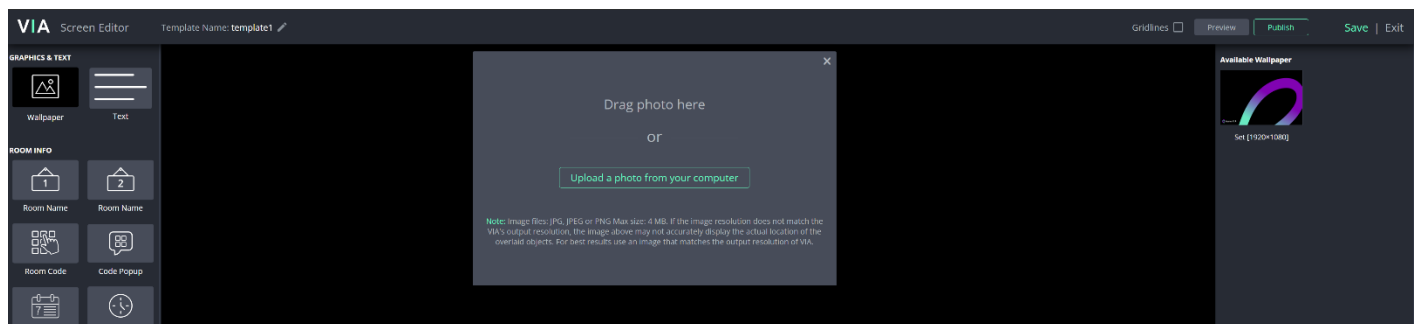 VIA Screen Editor
Template Name: template1
Gridlines
Preview
Publish
Save | Exit
GRAPHICS & TEXT
Wallpaper
Text
ROOM INFO
1
2
Room Name
Room Name
Room Code
Code Popup
7
×
Drag photo here
or
Upload a photo from your computer
Note: Image files: JPG, JPEG or PNG Max size: 4 MB. If the image resolution does not match the
VIA's output resolution, the image above may not accurately display the actual location of the
overlaid objects. For best results use an image that matches the output resolution of VIA.
Available Wallpaper
Set [1920×1080]